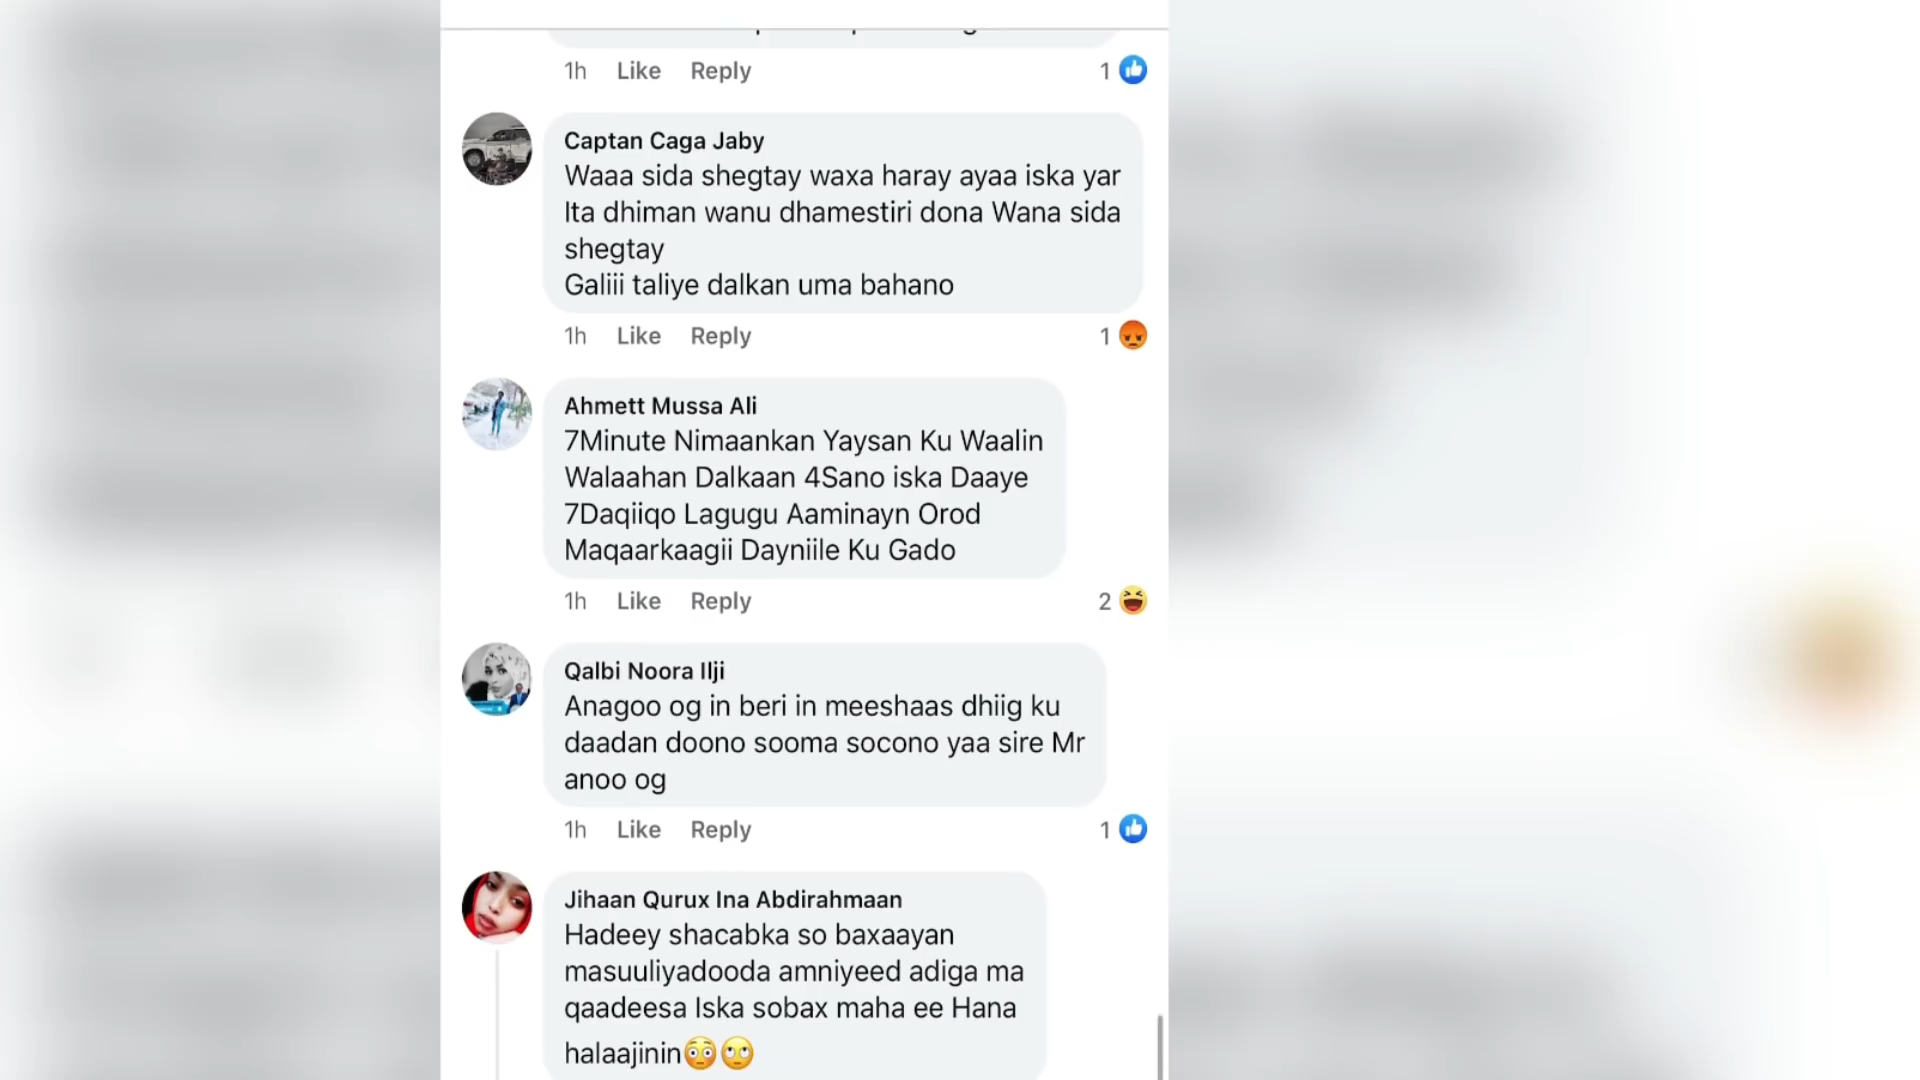 1h Like Reply 1
Captan Caga Jaby
Waaa sida shegtay waxa haray ayaa iska yar
Ita dhiman wanu dhamestiri dona Wana sida
shegtay
Galiii taliye dalkan uma bahano
1h Like Reply 1
Ahmett Mussa Ali
7Minute Nimaankan Yaysan Ku Waalin
Walaahan Dalkaan 4Sano iska Daaye
7Daqiiqo Lagugu Aaminayn Orod
Maqaarkaagii Dayniile Ku Gado
1h Like Reply 2
Qalbi Noora Ilji
Anagoo og in beri in meeshaas dhiig ku
daadan doono sooma socono yaa sire Mr
anoo og
1h Like Reply 1
Jihaan Qurux Ina Abdirahmaan
Hadeey shacabka so baxaayan
masuuliyadooda amniyeed adiga ma
qaadeesa Iska sobax maha ee Hana
halaajinin😳🙄